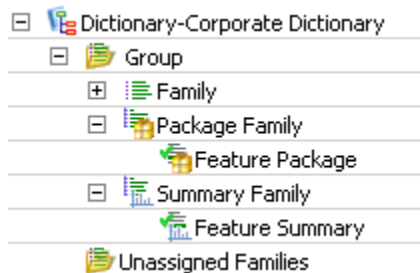 Dictionary-Corporate Dictionary
Group
Family
Package Family
Feature Package
Summary Family
Feature Summary
Unassigned Families